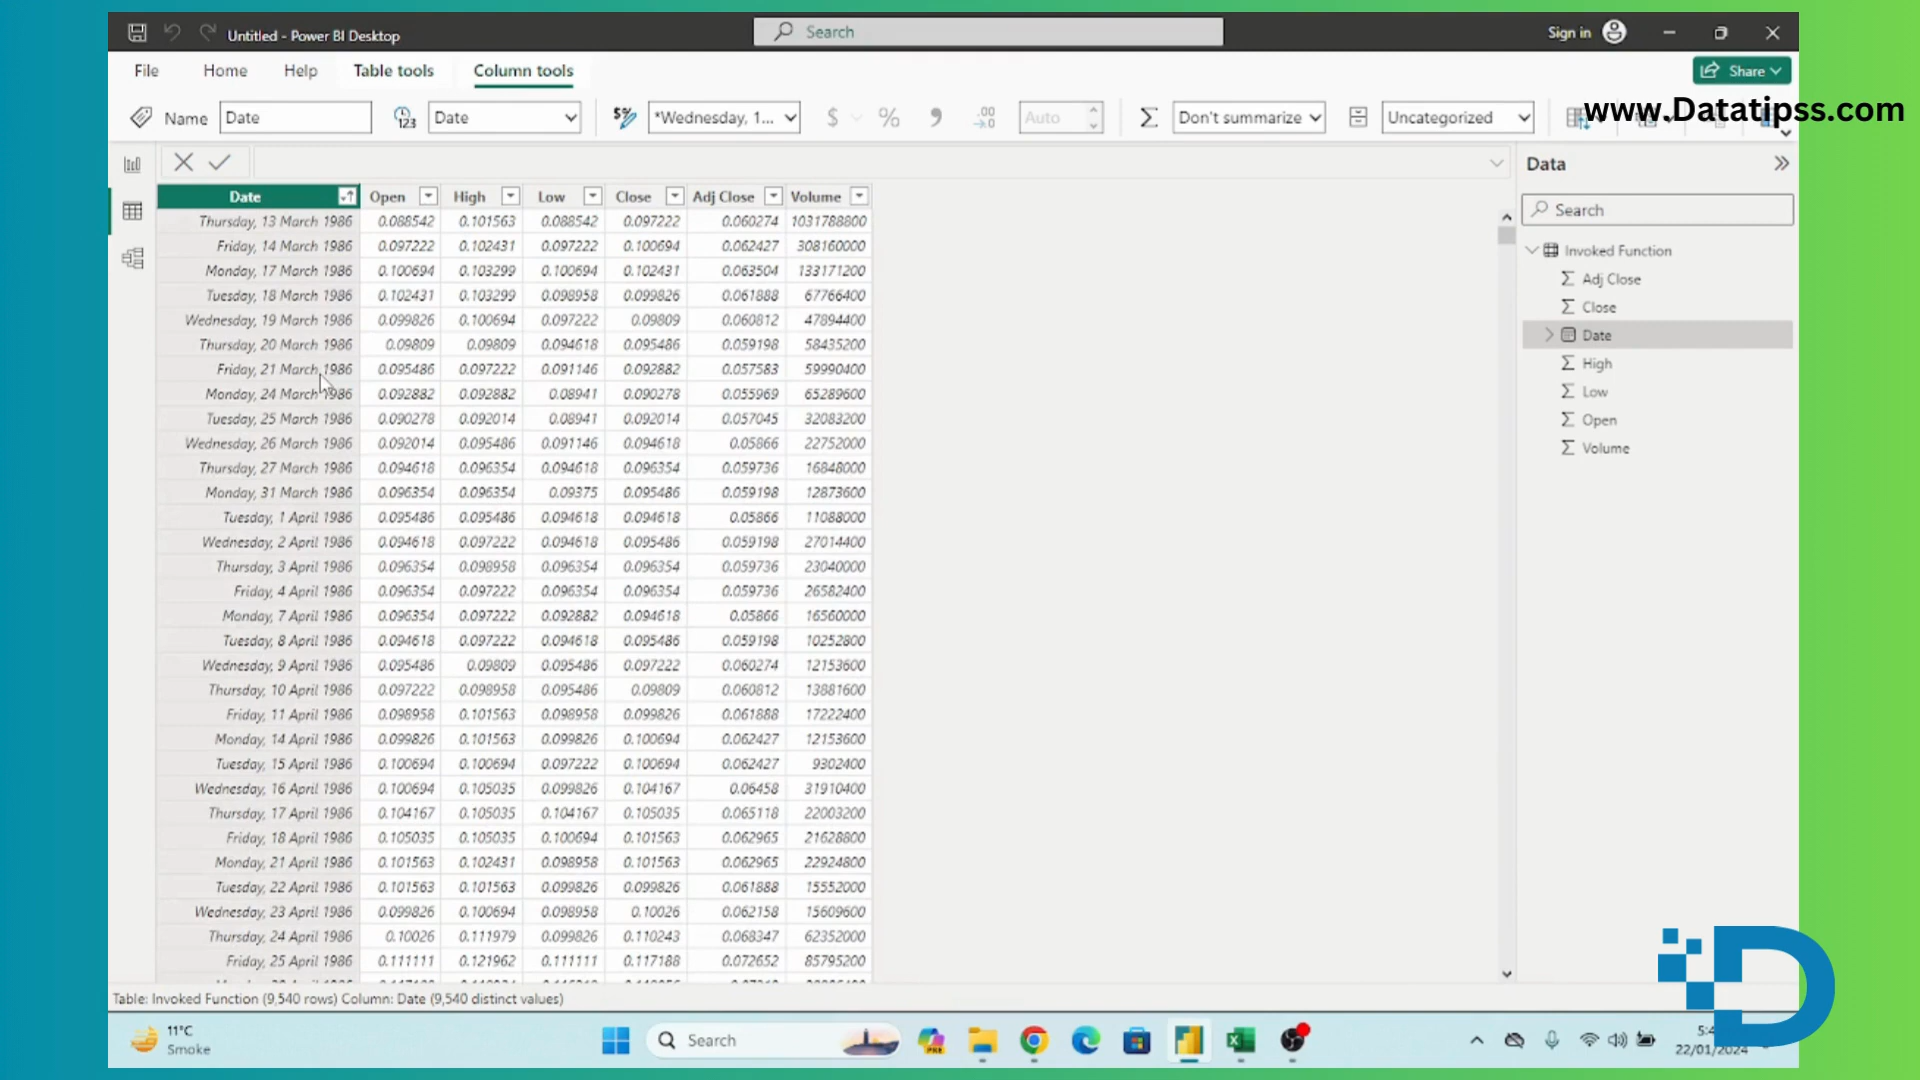 Untitled - Power BI Desktop
Search
Sign in
File Home Help Table tools Column tools
Share
www.Datatipss.com
Name Date
123 Date
$% *Wednesday, 1...
$ % , .00 Auto
Σ Don't summarize
Uncategorized
Date Open High Low Close Adj Close Volume
Thursday, 13 March 1986 0.088542 0.101563 0.088542 0.097222 0.060274 1031788800
Friday, 14 March 1986 0.097222 0.102431 0.097222 0.100694 0.062427 308160000
Monday, 17 March 1986 0.100694 0.103299 0.100694 0.102431 0.063504 133171200
Tuesday, 18 March 1986 0.102431 0.103299 0.098958 0.099826 0.061888 67766400
Wednesday, 19 March 1986 0.099826 0.100694 0.097222 0.09809 0.060812 47894400
Thursday, 20 March 1986 0.09809 0.09809 0.094618 0.095486 0.059198 58435200
Friday, 21 March 1986 0.095486 0.097222 0.091146 0.092882 0.057583 59990400
Monday, 24 March 1986 0.092882 0.092882 0.08941 0.090278 0.055969 65289600
Tuesday, 25 March 1986 0.090278 0.092014 0.08941 0.092014 0.057045 32083200
Wednesday, 26 March 1986 0.092014 0.095486 0.091146 0.094618 0.05866 22752000
Thursday, 27 March 1986 0.094618 0.096354 0.094618 0.096354 0.059736 16848000
Monday, 31 March 1986 0.096354 0.096354 0.09375 0.095486 0.059198 12873600
Tuesday, 1 April 1986 0.095486 0.095486 0.094618 0.094618 0.05866 11088000
Wednesday, 2 April 1986 0.094618 0.097222 0.094618 0.095486 0.059198 27014400
Thursday, 3 April 1986 0.096354 0.098958 0.096354 0.096354 0.059736 23040000
Friday, 4 April 1986 0.096354 0.097222 0.096354 0.096354 0.059736 26582400
Monday, 7 April 1986 0.096354 0.097222 0.092882 0.094618 0.05866 16560000
Tuesday, 8 April 1986 0.094618 0.097222 0.094618 0.095486 0.059198 10252800
Wednesday, 9 April 1986 0.095486 0.09809 0.095486 0.097222 0.060274 12153600
Thursday, 10 April 1986 0.097222 0.098958 0.095486 0.09809 0.060812 13881600
Friday, 11 April 1986 0.098958 0.101563 0.098958 0.099826 0.061888 17222400
Monday, 14 April 1986 0.099826 0.101563 0.099826 0.100694 0.062427 12153600
Tuesday, 15 April 1986 0.100694 0.100694 0.097222 0.100694 0.062427 9302400
Wednesday, 16 April 1986 0.100694 0.105035 0.099826 0.104167 0.06458 31910400
Thursday, 17 April 1986 0.104167 0.105035 0.104167 0.105035 0.065118 22003200
Friday, 18 April 1986 0.105035 0.105035 0.100694 0.101563 0.062965 21628800
Monday, 21 April 1986 0.101563 0.102431 0.098958 0.101563 0.062965 22924800
Tuesday, 22 April 1986 0.101563 0.101563 0.099826 0.099826 0.061888 15552000
Wednesday, 23 April 1986 0.099826 0.100694 0.098958 0.10026 0.062158 15609600
Thursday, 24 April 1986 0.10026 0.111979 0.099826 0.110243 0.068347 62352000
Friday, 25 April 1986 0.111111 0.121962 0.111111 0.117188 0.072652 85795200
Data
Search
Invoked Function
Σ Adj Close
Σ Close
Date
Σ High
Σ Low
Σ Open
Σ Volume
Table: Invoked Function (9,540 rows) Column: Date (9,540 distinct values)
11°C
Smoke
Search
PRE
5:4
22/01/2024
D